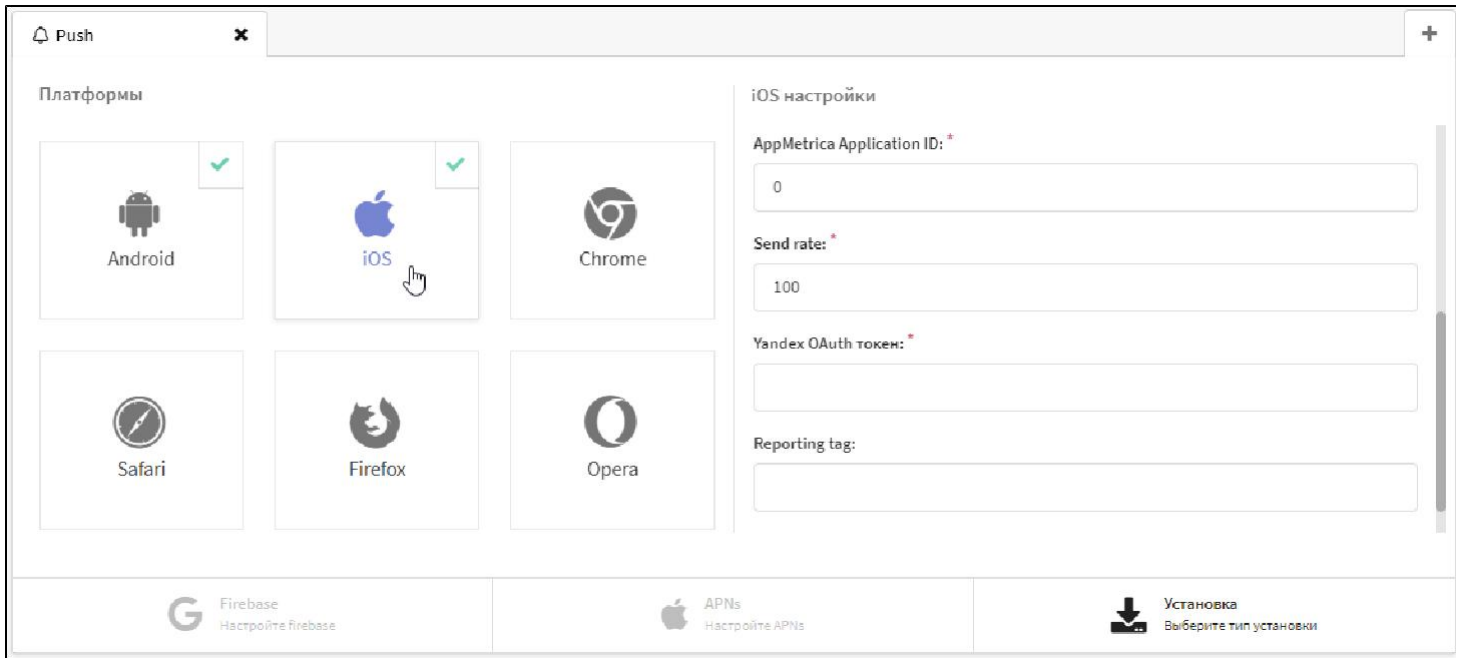 Push
Платформы
Android
iOS
Chrome
Safari
Firefox
Opera
iOS настройки
AppMetrica Application ID: *
0
Send rate: *
100
Yandex OAuth токен: *
Reporting tag:
Firebase
Настройте firebase
APNs
Настройте APNs
Установка
Выберите тип установки